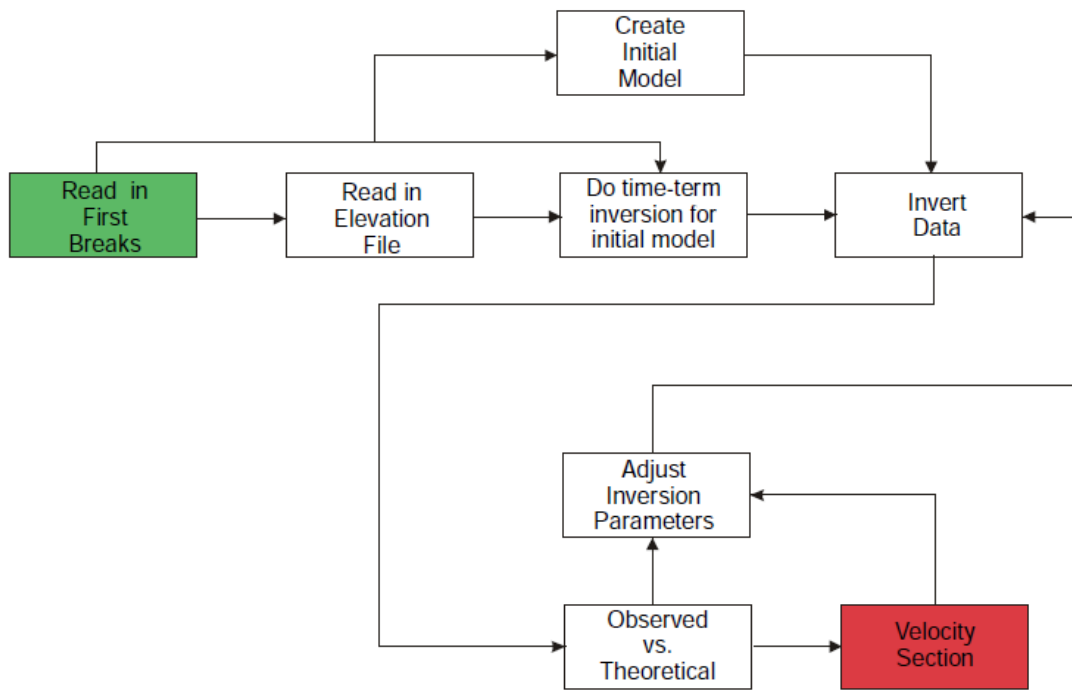 Create
Initial
Model
Read in
First
Breaks
Read in
Elevation
File
Do time-term
inversion for
initial model
Invert
Data
Adjust
Inversion
Parameters
Observed
vs.
Theoretical
Velocity
Section